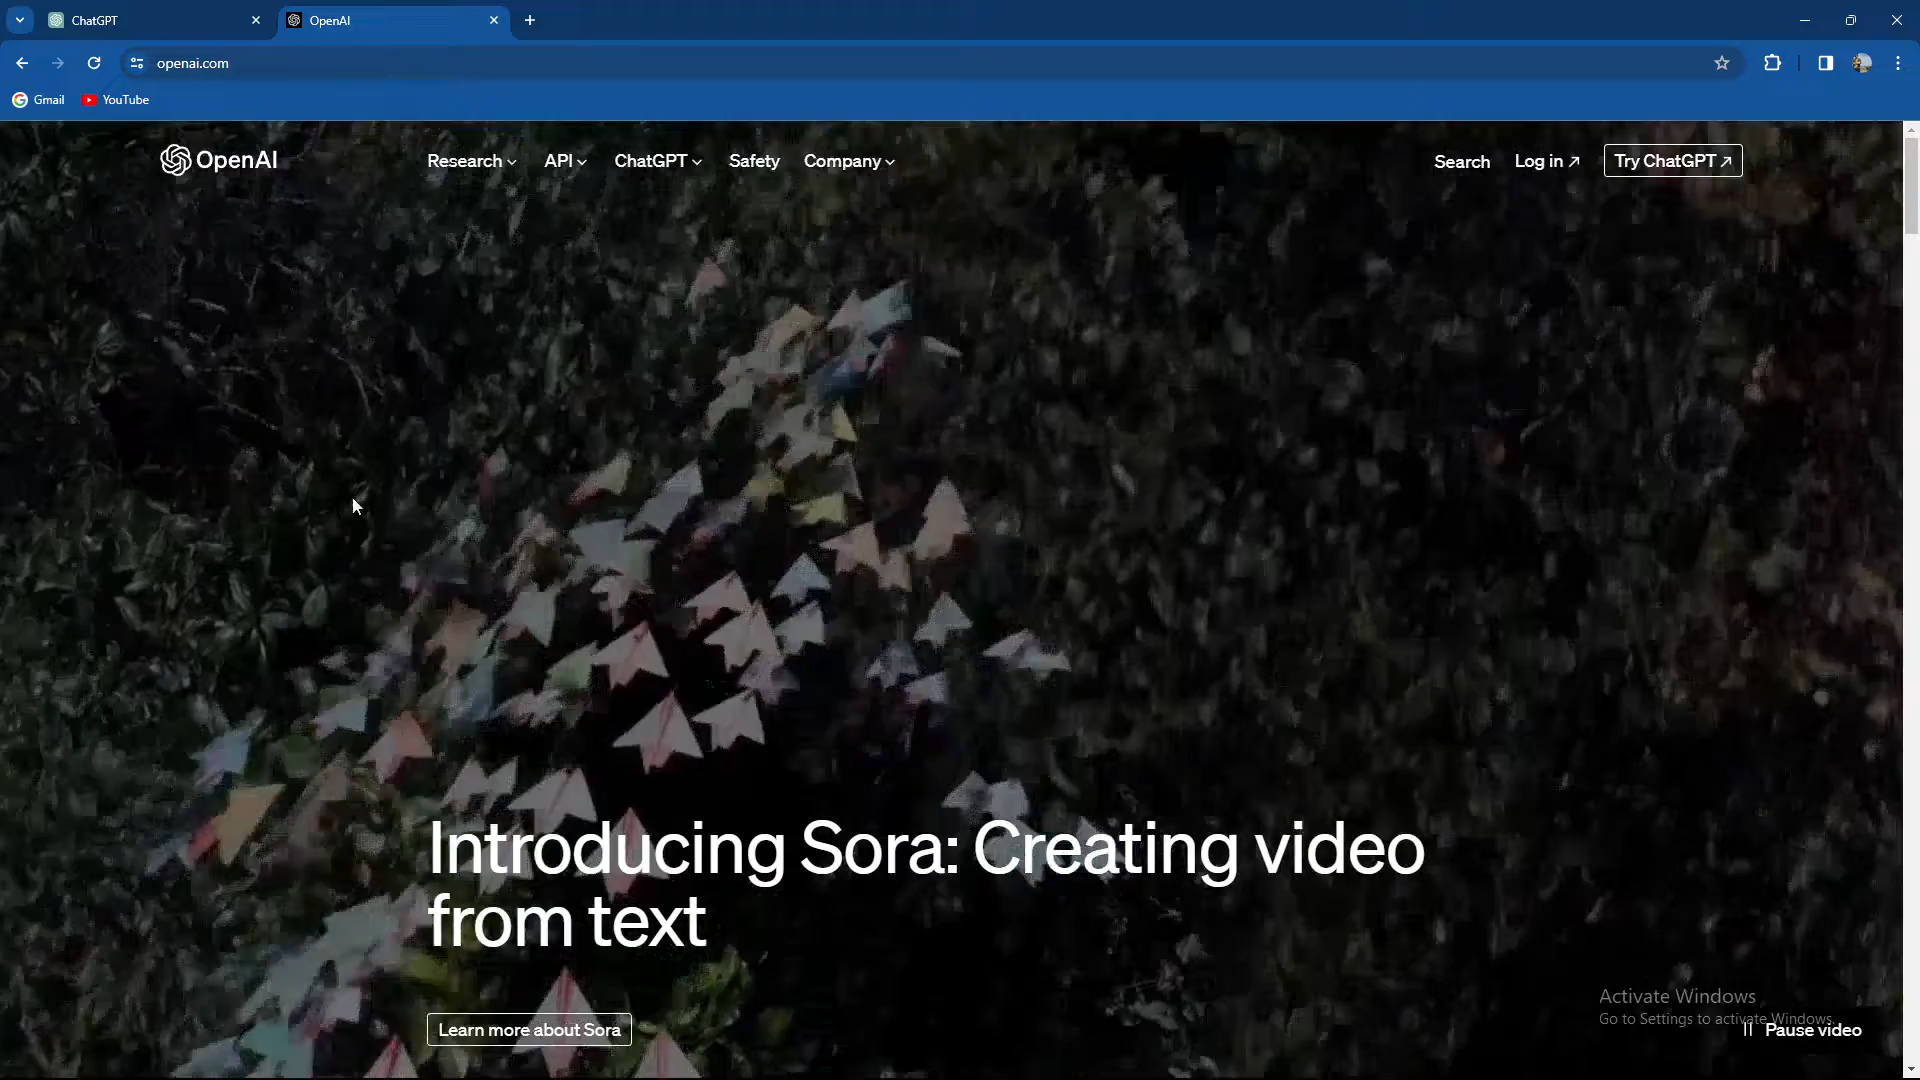 ChatGPT
OpenAI
openai.com
Gmail
YouTube
OpenAI
Research
API
ChatGPT
Safety
Company
Search
Log in ↗
Try ChatGPT ↗
Introducing Sora: Creating video
from text
Learn more about Sora
Activate Windows
Go to Settings to activate Windows.
Pause video